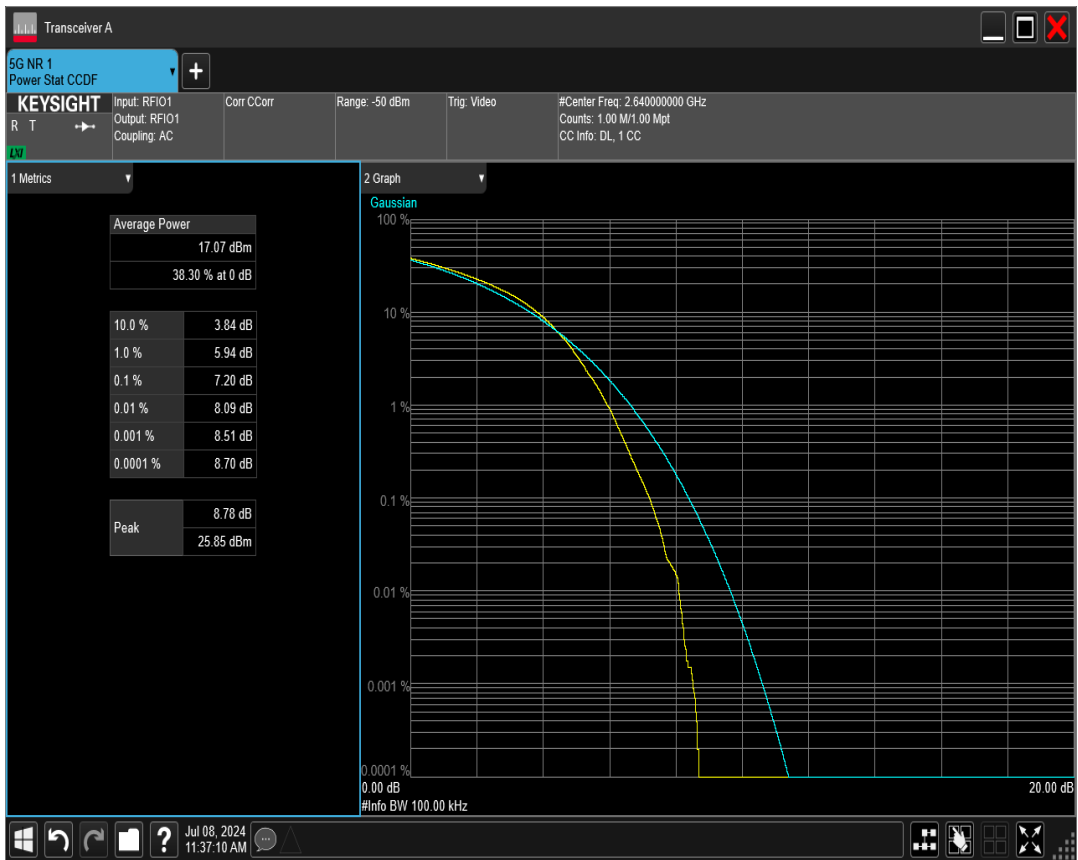 Transceiver A
5G NR 1
Power Stat CCDF
+
KEYSIGHT
R T
LXI
Input: RFIO1
Output: RFIO1
Coupling: AC
Corr CCorr
Range: -50 dBm
Trig: Video
#Center Freq: 2.640000000 GHz
Counts: 1.00 M/1.00 Mpt
CC Info: DL, 1 CC
1 Metrics
Average Power
17.07 dBm
38.30 % at 0 dB
10.0 % 3.84 dB
1.0 % 5.94 dB
0.1 % 7.20 dB
0.01 % 8.09 dB
0.001 % 8.51 dB
0.0001 % 8.70 dB
Peak
8.78 dB
25.85 dBm
2 Graph
Gaussian
100 %
10 %
1 %
0.1 %
0.01 %
0.001 %
0.0001 %
0.00 dB 20.00 dB
#Info BW 100.00 kHz
?
Jul 08, 2024
11:37:10 AM